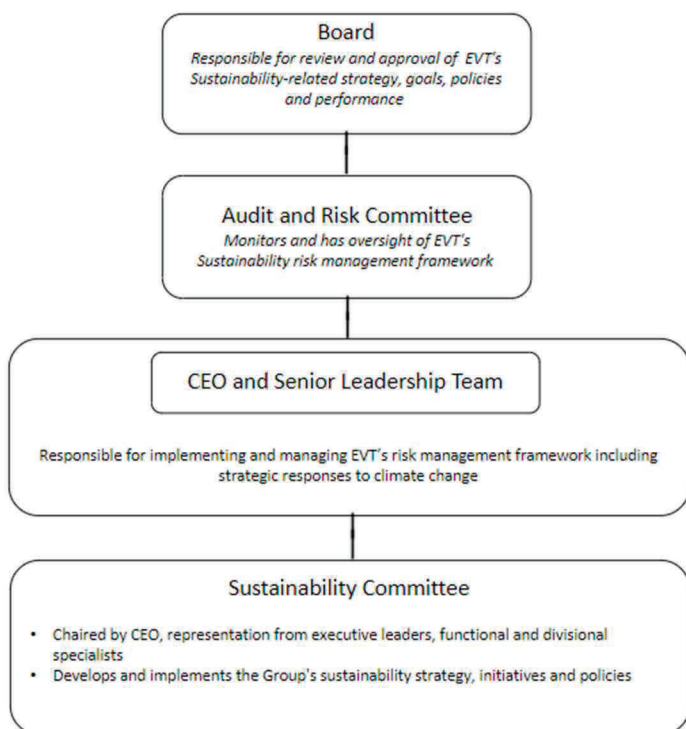 Board
Responsible for review and approval of EVT's
Sustainability-related strategy, goals, policies
and performance
Audit and Risk Committee
Monitors and has oversight of EVT's
Sustainability risk management framework
CEO and Senior Leadership Team
Responsible for implementing and managing EVT's risk management framework including
strategic responses to climate change
Sustainability Committee
• Chaired by CEO, representation from executive leaders, functional and divisional
specialists
• Develops and implements the Group's sustainability strategy, initiatives and policies